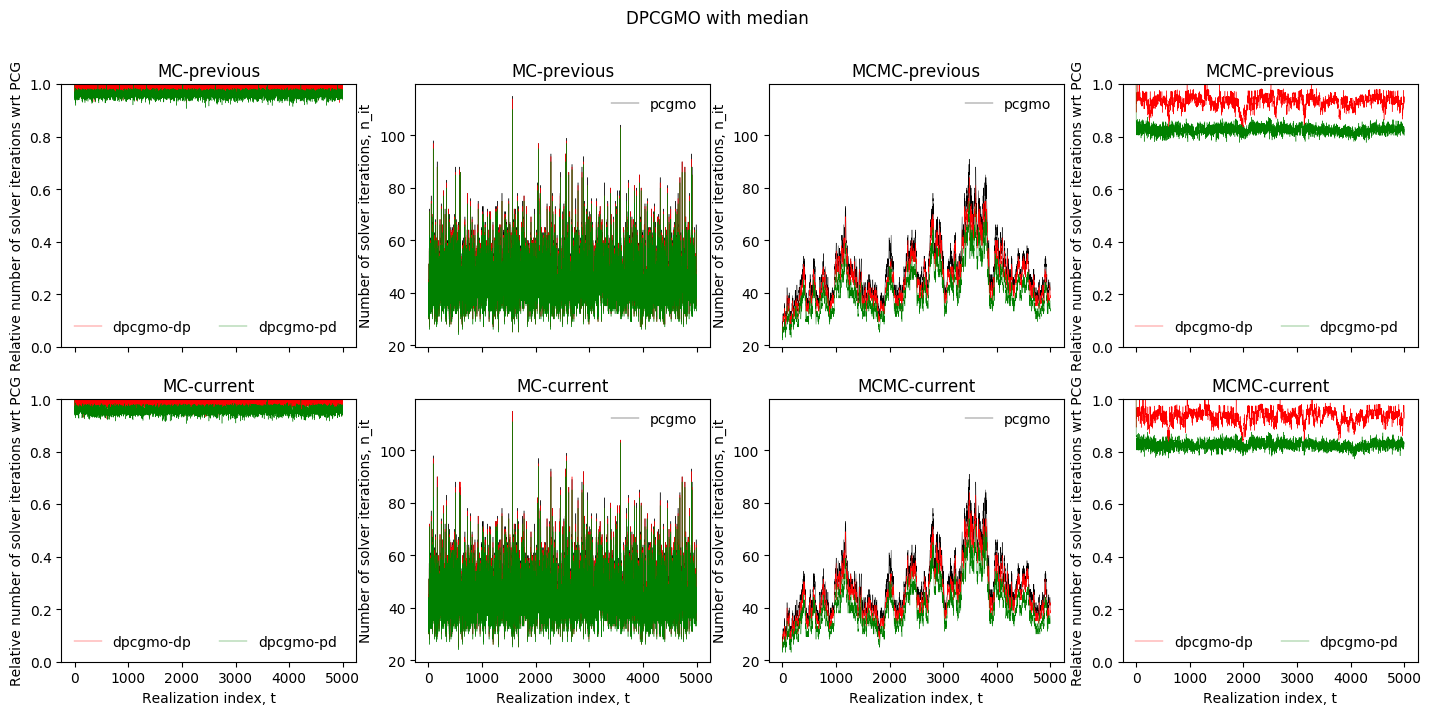 DPCGMO with median
MC-previous
Relative number of solver iterations wrt PCG
1.0
0.8
0.6
0.4
0.2
0.0
dpcgmo-dp
dpcgmo-pd
MC-previous
Number of solver iterations, n_it
100
80
60
40
20
pcgmo
MCMC-previous
Number of solver iterations, n_it
100
80
60
40
20
pcgmo
MCMC-previous
Relative number of solver iterations wrt PCG
1.0
0.8
0.6
0.4
0.2
0.0
dpcgmo-dp
dpcgmo-pd
MC-current
Relative number of solver iterations wrt PCG
1.0
0.8
0.6
0.4
0.2
0.0
dpcgmo-dp
dpcgmo-pd
0 1000 2000 3000 4000 5000
Realization index, t
MC-current
Number of solver iterations, n_it
100
80
60
40
20
pcgmo
0 1000 2000 3000 4000 5000
Realization index, t
MCMC-current
Number of solver iterations, n_it
100
80
60
40
20
pcgmo
0 1000 2000 3000 4000 5000
Realization index, t
MCMC-current
Relative number of solver iterations wrt PCG
1.0
0.8
0.6
0.4
0.2
0.0
dpcgmo-dp
dpcgmo-pd
0 1000 2000 3000 4000 5000
Realization index, t